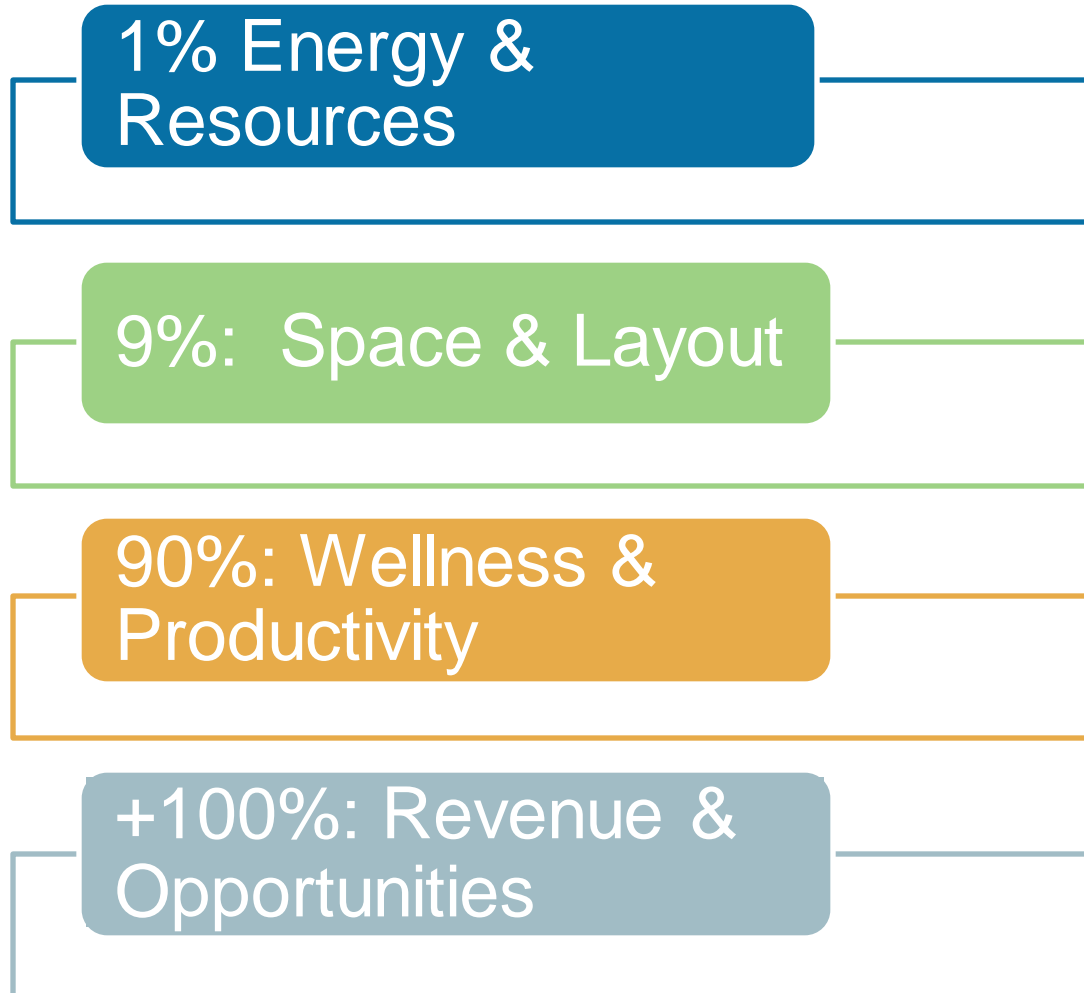 1% Energy &
Resources
9%:  Space & Layout
90%: Wellness &
Productivity
+100%: Revenue &
Opportunities